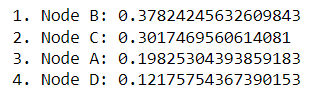 1. Node B: 0.37824245632609843
2. Node C: 0.3017469560614081
3. Node A: 0.19825304393859183
4. Node D: 0.12175754367390153